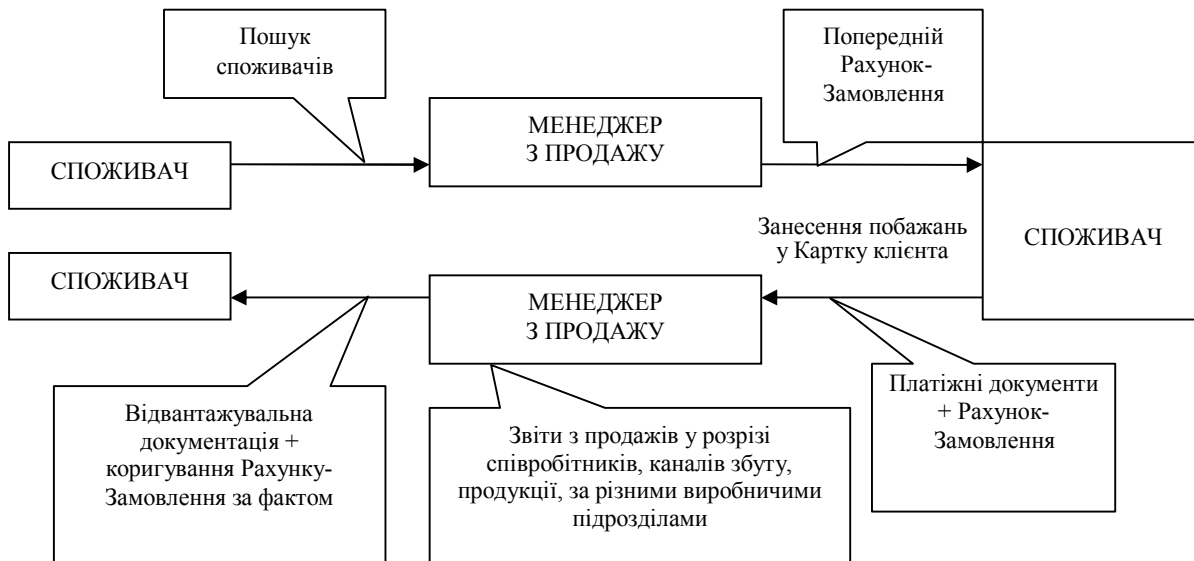 Пошук
споживачів
Попередній
Рахунок-
Замовлення
СПОЖИВАЧ
МЕНЕДЖЕР
З ПРОДАЖУ
СПОЖИВАЧ
Занесення побажань
у Картку клієнта
СПОЖИВАЧ
МЕНЕДЖЕР
З ПРОДАЖУ
Відвантажувальна
документація +
коригування Рахунку-
Замовлення за фактом
Звіти з продажів у розрізі
співробітників, каналів збуту,
продукції, за різними виробничими
підрозділами
Платіжні документи
+ Рахунок-
Замовлення